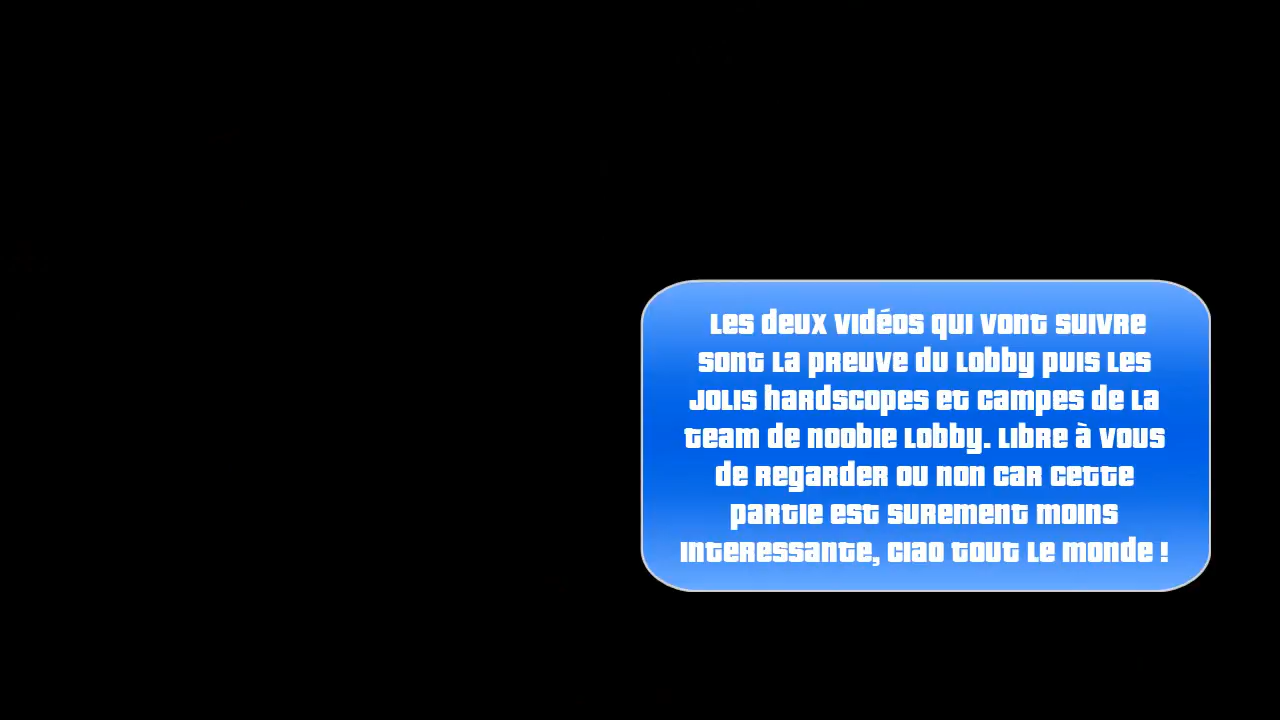 Les deux vidéos qui vont suivre
sont la preuve du lobby puis les
jolis hardscopes et campes de la
team de noobie lobby. Libre à vous
de regarder ou non car cette
partie est surement moins
interessante, ciao tout le monde !